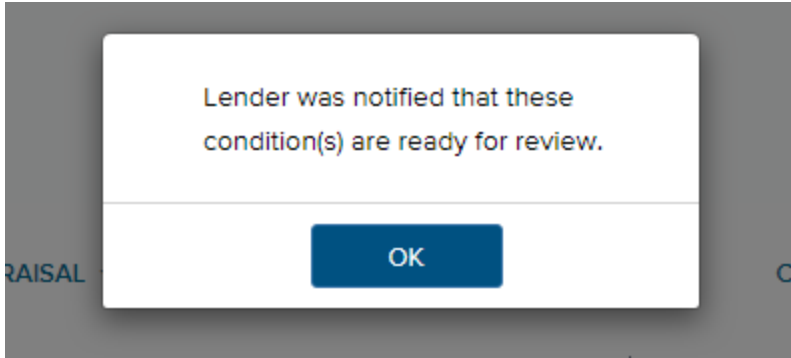 Lender was notified that these
condition(s) are ready for review.
OK